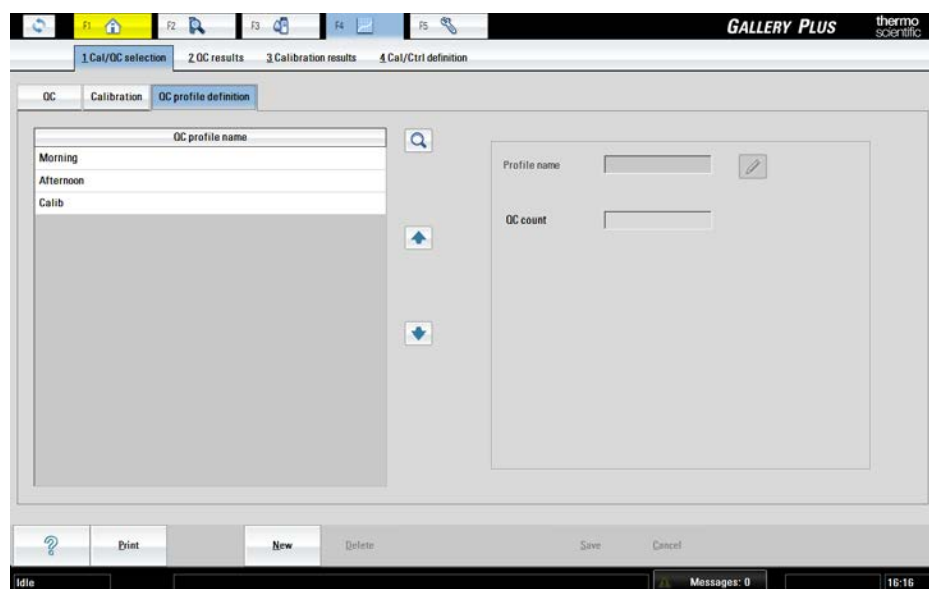 F1 F2 F3 F4 F5 GALLERY PLUS thermo scientific
1 Cal/QC selection 2 QC results 3 Calibration results 4 Cal/Ctrl definition
QC Calibration QC profile definition
QC profile name
Morning
Afternoon
Calib
Profile name
QC count
? Print New Delete Save Cancel
Idle Messages: 0 16:16